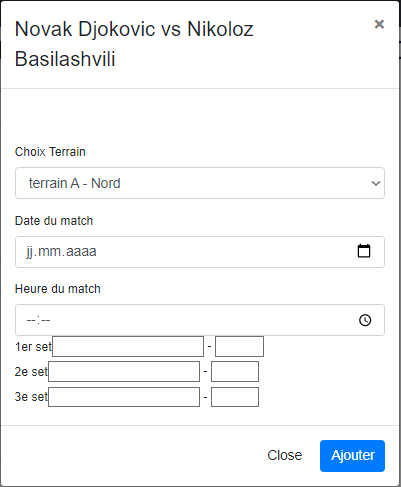 Novak Djokovic vs Nikoloz
Basilashvili
×
Choix Terrain
terrain A - Nord
Date du match
jj.mm.aaaa
Heure du match
--:--
1er set -
2e set -
3e set -
Close Ajouter